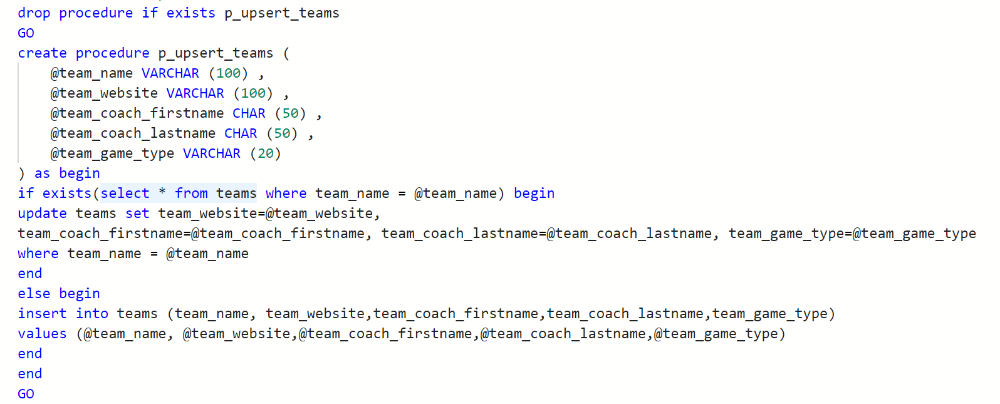 drop procedure if exists p_upsert_teams
GO
create procedure p_upsert_teams (
    @team_name VARCHAR (100) ,
    @team_website VARCHAR (100) ,
    @team_coach_firstname CHAR (50) ,
    @team_coach_lastname CHAR (50) ,
    @team_game_type VARCHAR (20)
) as begin
if exists(select * from teams where team_name = @team_name) begin
update teams set team_website=@team_website,
team_coach_firstname=@team_coach_firstname, team_coach_lastname=@team_coach_lastname, team_game_type=@team_game_type
where team_name = @team_name
end
else begin
insert into teams (team_name, team_website,team_coach_firstname,team_coach_lastname,team_game_type)
values (@team_name, @team_website,@team_coach_firstname,@team_coach_lastname,@team_game_type)
end
end
GO